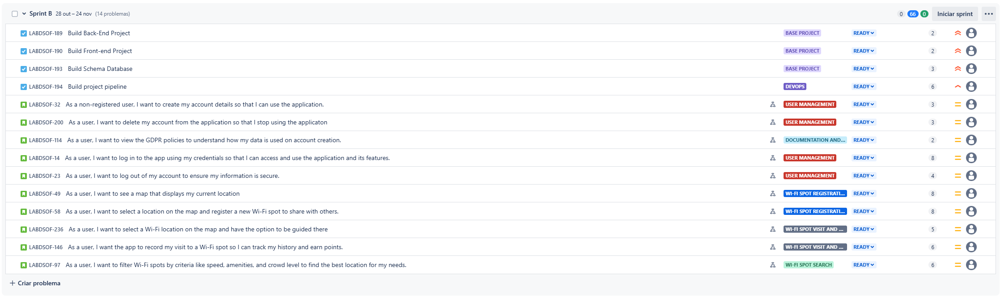 Sprint B 28 out – 24 nov (14 problemas) 0 66 0 Iniciar sprint
LABDSOF-189 Build Back-End Project BASE PROJECT READY 2
LABDSOF-190 Build Front-end Project BASE PROJECT READY 2
LABDSOF-193 Build Schema Database BASE PROJECT READY 3
LABDSOF-194 Build project pipeline DEVOPS READY 6
LABDSOF-32 As a non-registered user, I want to create my account details so that I can use the application. USER MANAGEMENT READY 3
LABDSOF-200 As a user, I want to delete my account from the application so that I stop using the applicaton USER MANAGEMENT READY 3
LABDSOF-114 As a user, I want to view the GDPR policies to understand how my data is used on account creation. DOCUMENTATION AND... READY 2
LABDSOF-14 As a user, I want to log in to the app using my credentials so that I can access and use the application and its features. USER MANAGEMENT READY 8
LABDSOF-23 As a user, I want to log out of my account to ensure my information is secure. USER MANAGEMENT READY 4
LABDSOF-49 As a user, I want to see a map that displays my current location WI-FI SPOT REGISTRATI... READY 8
LABDSOF-58 As a user, I want to select a location on the map and register a new Wi-Fi spot to share with others. WI-FI SPOT REGISTRATI... READY 8
LABDSOF-236 As a user, I want to select a Wi-Fi location on the map and have the option to be guided there WI-FI SPOT VISIT AND ... READY 5
LABDSOF-146 As a user, I want the app to record my visit to a Wi-Fi spot so I can track my history and earn points. WI-FI SPOT VISIT AND ... READY 6
LABDSOF-97 As a user, I want to filter Wi-Fi spots by criteria like speed, amenities, and crowd level to find the best location for my needs. WI-FI SPOT SEARCH READY 6
+ Criar problema